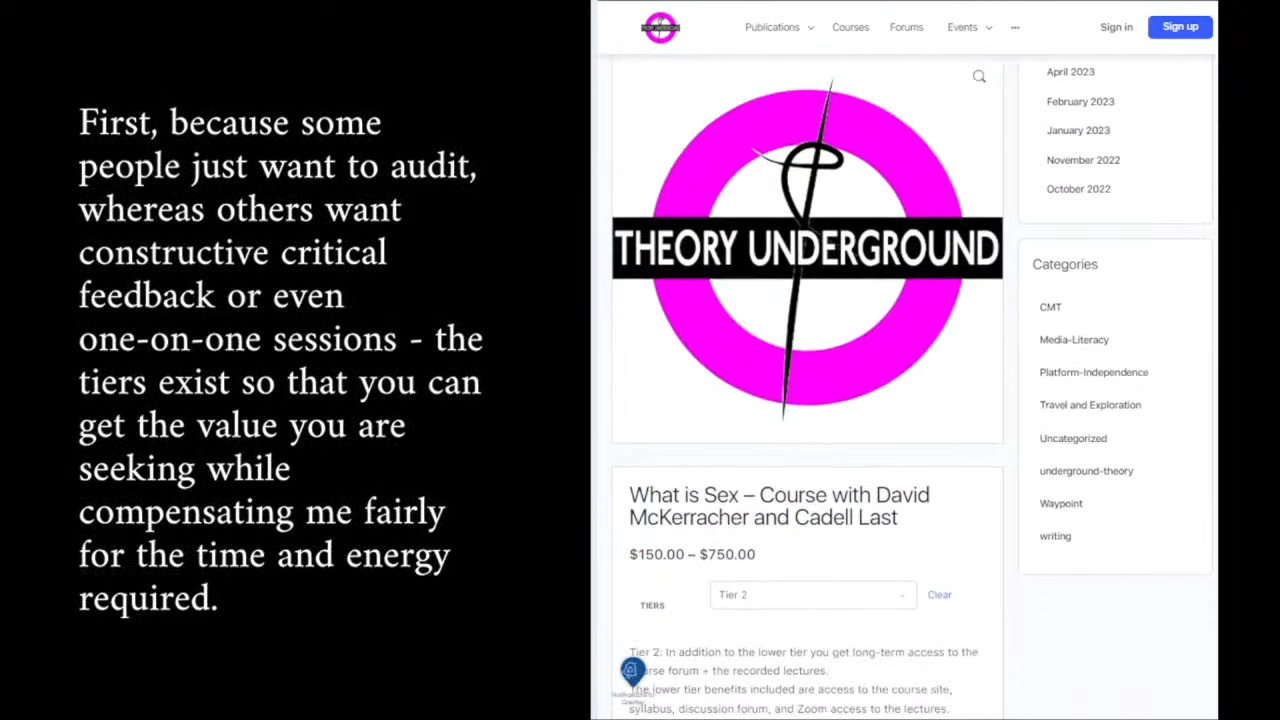 First, because some
people just want to audit,
whereas others want
constructive critical
feedback or even
one-on-one sessions - the
tiers exist so that you can
get the value you are
seeking while
compensating me fairly
for the time and energy
required.
THEORY UNDERGROUND
Publications
Courses
Forums
Events
Sign in
Sign up
THEORY UNDERGROUND
What is Sex – Course with David
McKerracher and Cadell Last
$150.00 – $750.00
TIERS
Tier 2
Clear
Tier 2: In addition to the lower tier you get long-term access to the
forum + the recorded lectures.
The lower tier benefits included are access to the course site,
syllabus, discussion forum, and Zoom access to the lectures.
April 2023
February 2023
January 2023
November 2022
October 2022
Categories
CMT
Media-Literacy
Platform-Independence
Travel and Exploration
Uncategorized
underground-theory
Waypoint
writing